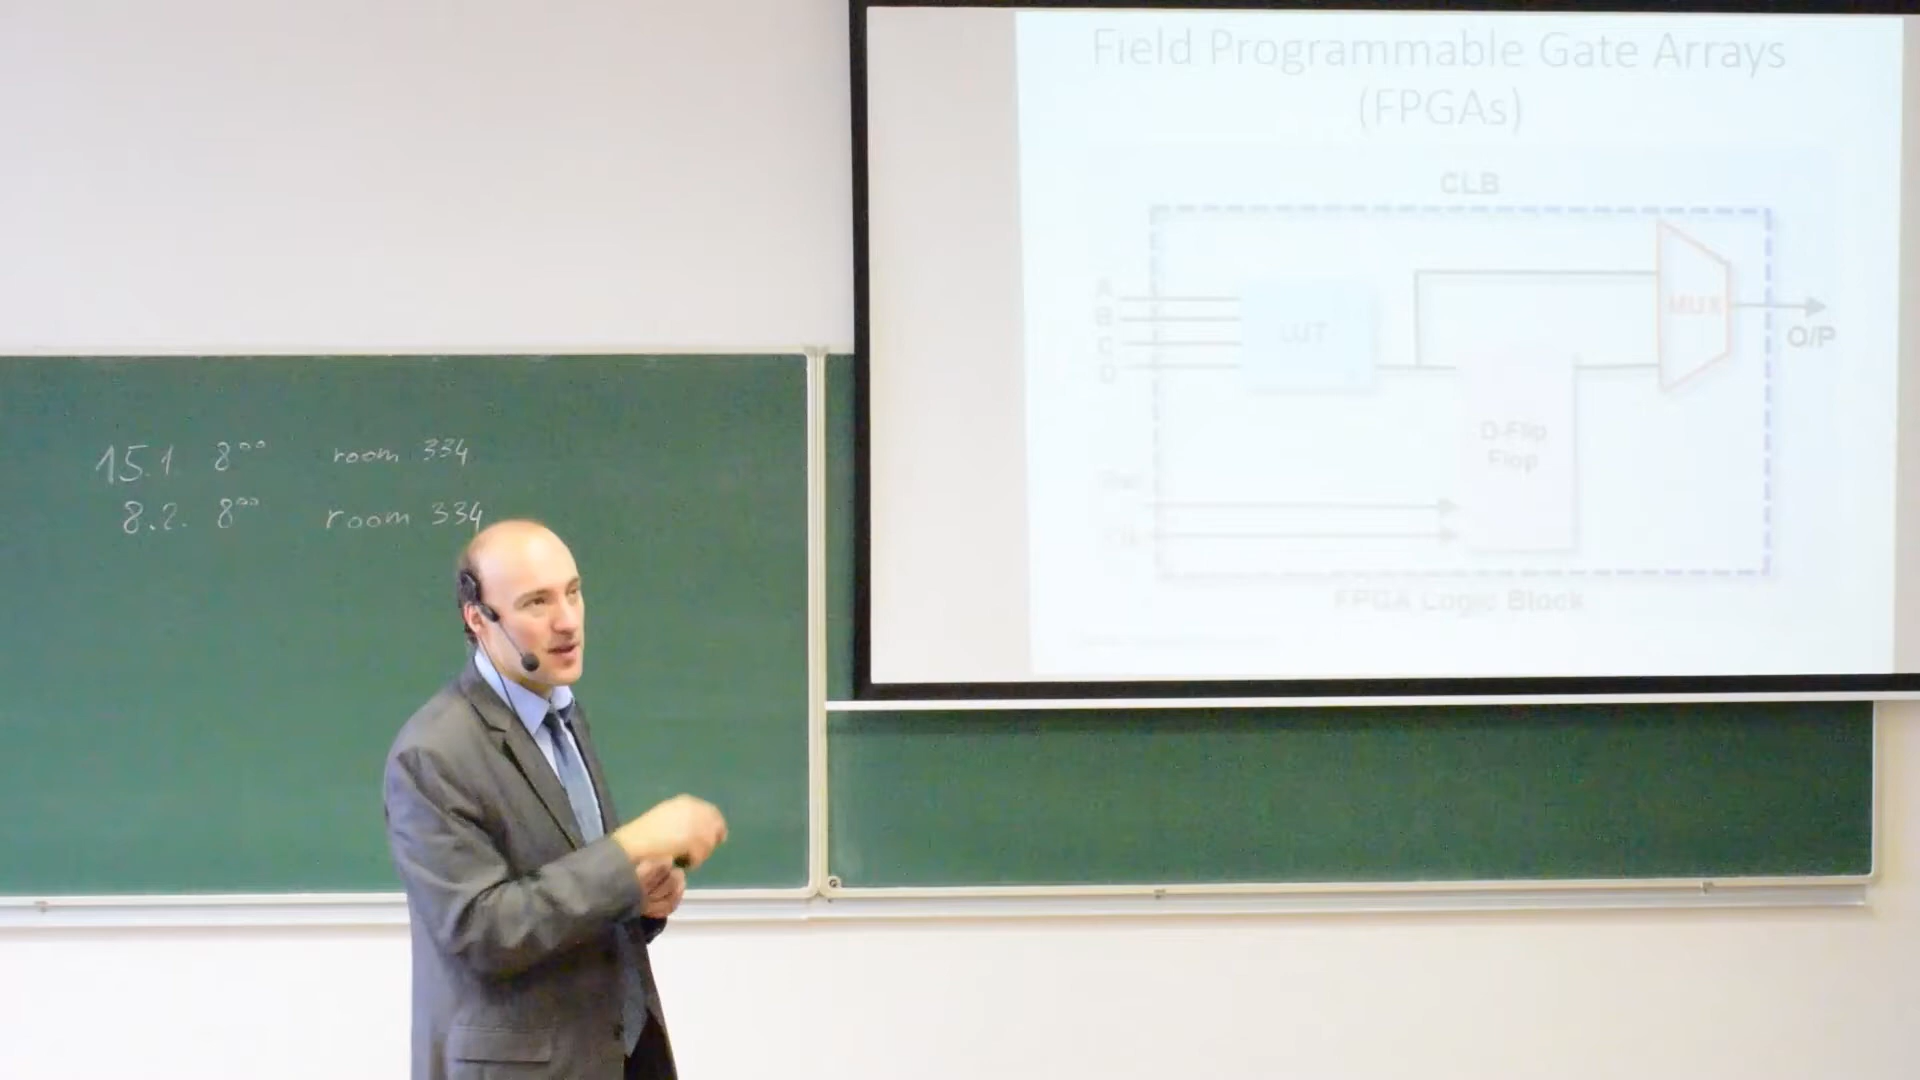 15.1 8⁰⁰ room 334
8.2. 8⁰⁰ room 334
Field Programmable Gate Arrays
(FPGAs)
CLB
A
B
C
D
LUT
MUX
O/P
D-Flip
Flop
Clk
FPGA Logic Block